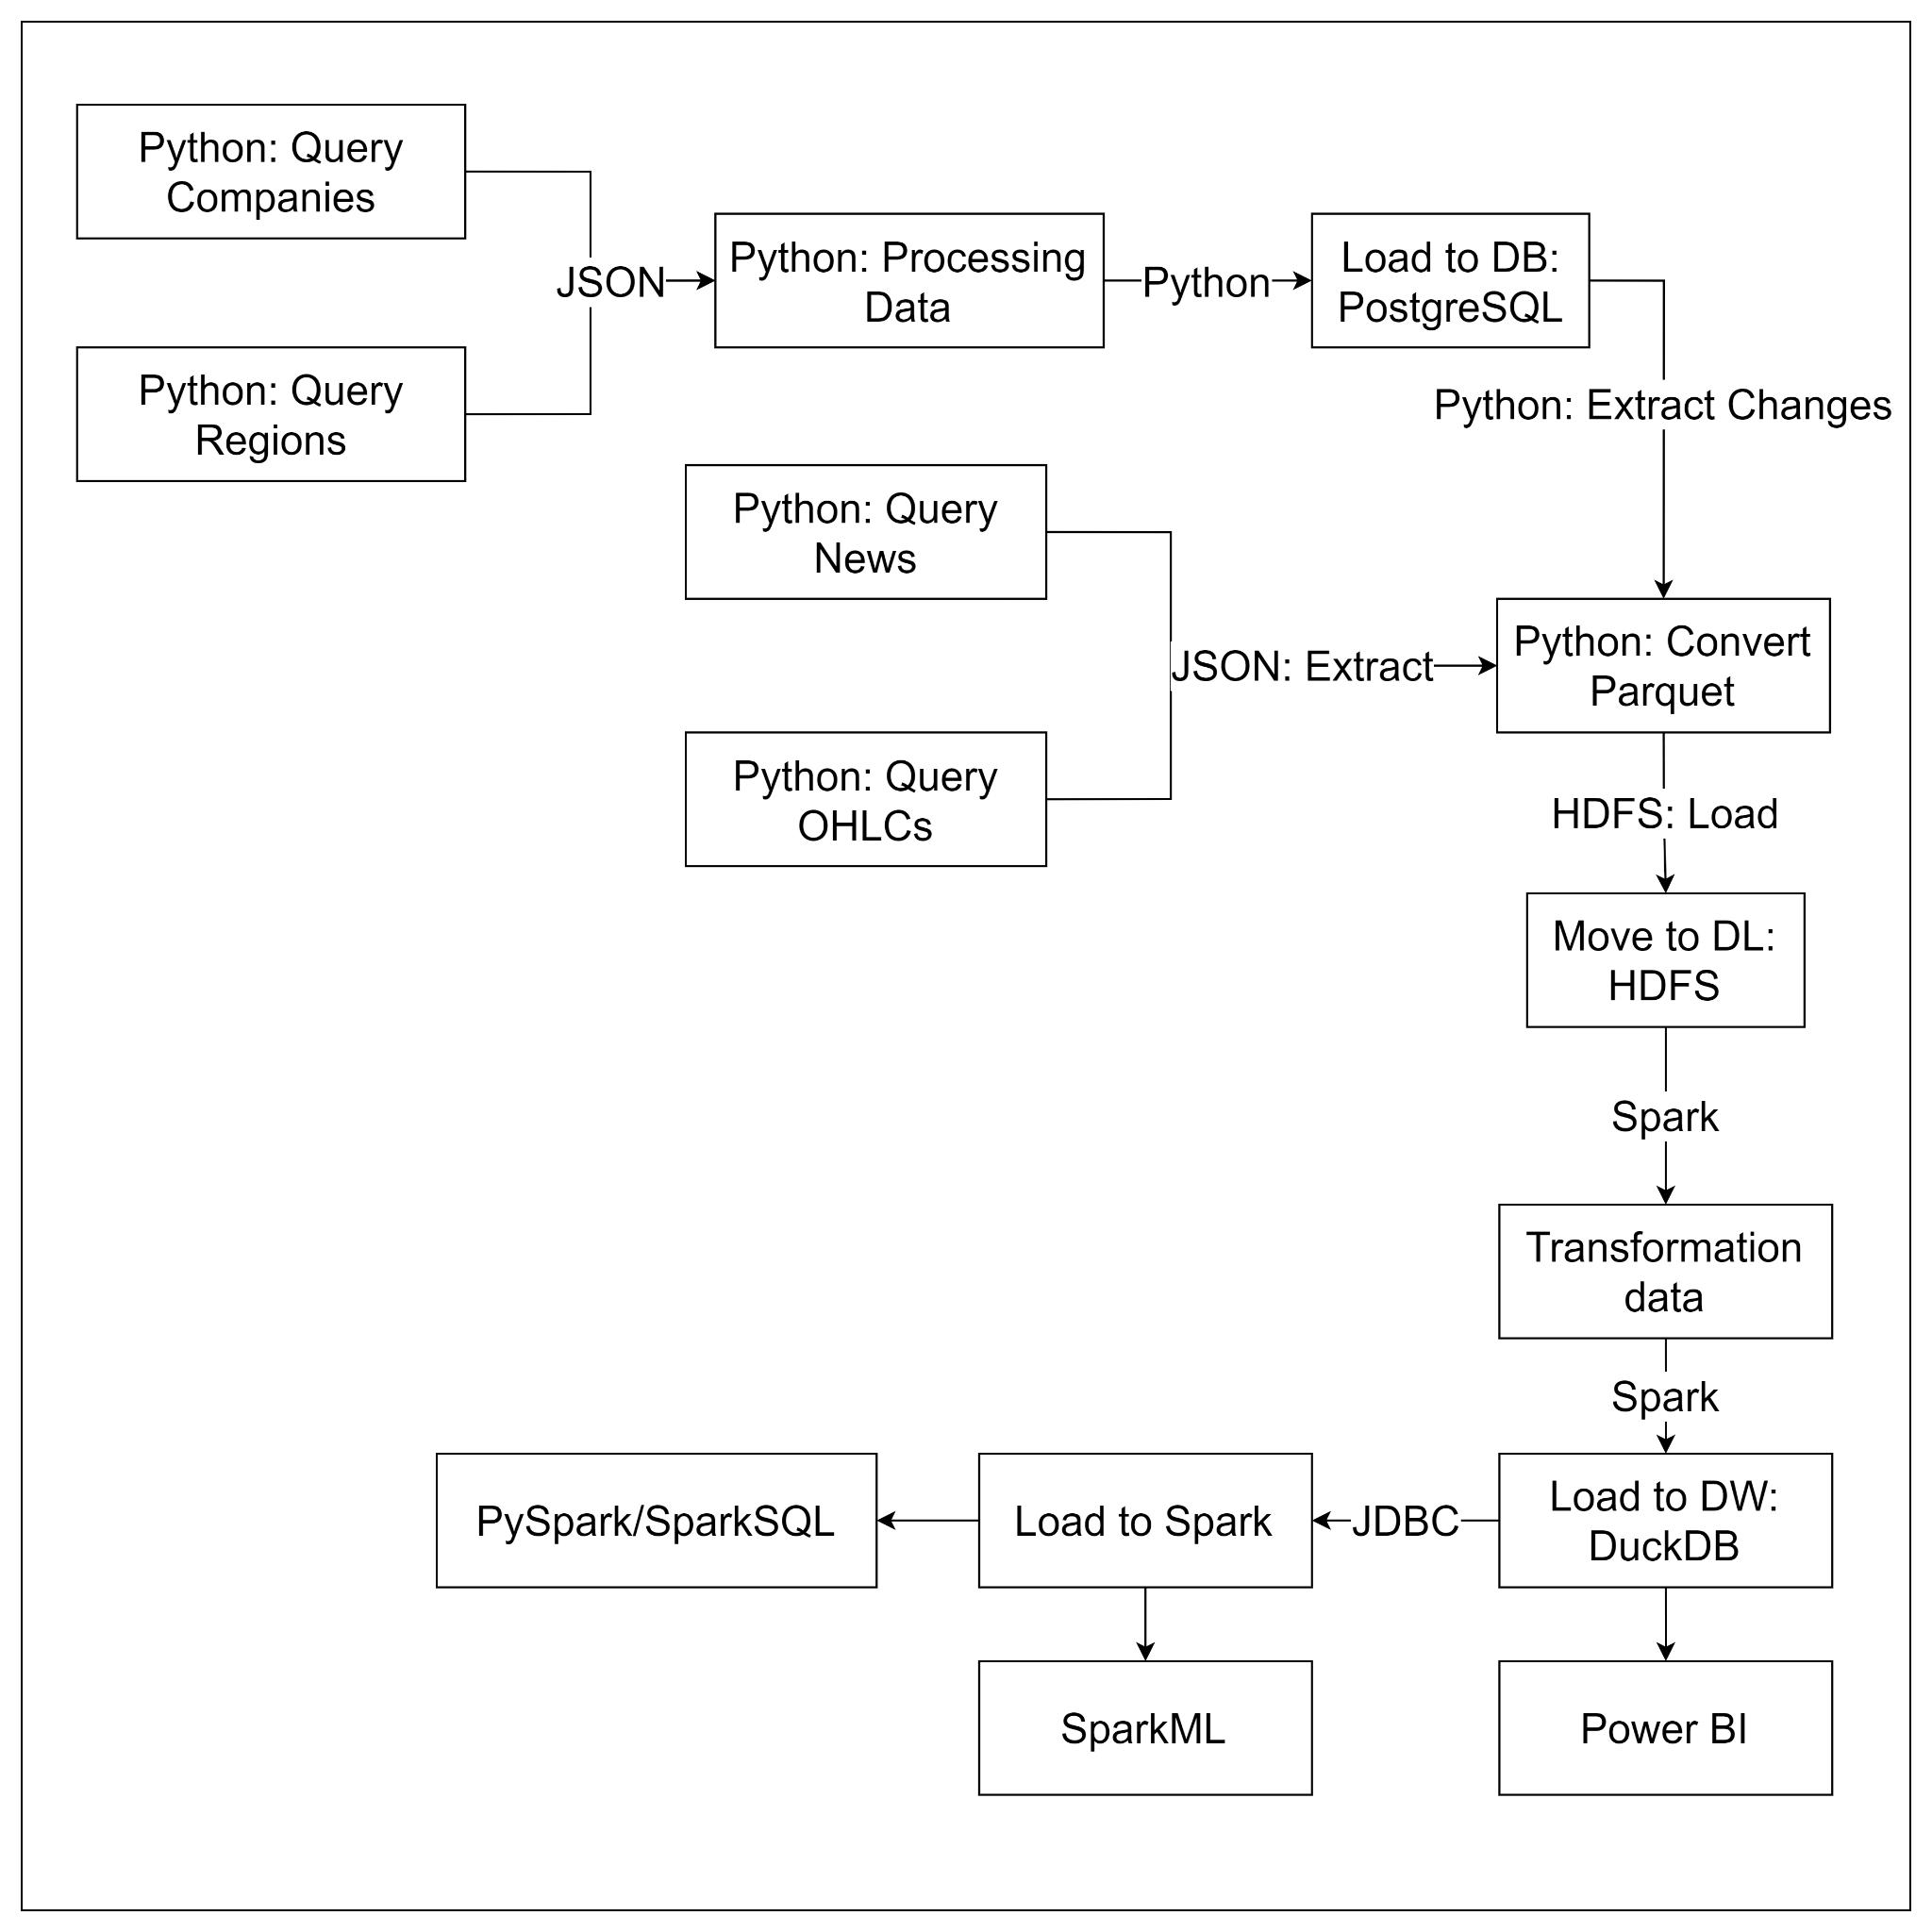 Python: Query
Companies
Python: Query
Regions
JSON
Python: Processing
Data
Python
Load to DB:
PostgreSQL
Python: Extract Changes
Python: Query
News
Python: Query
OHLCs
JSON: Extract
Python: Convert
Parquet
HDFS: Load
Move to DL:
HDFS
Spark
Transformation
data
Spark
Load to DW:
DuckDB
JDBC
Load to Spark
PySpark/SparkSQL
SparkML
Power BI